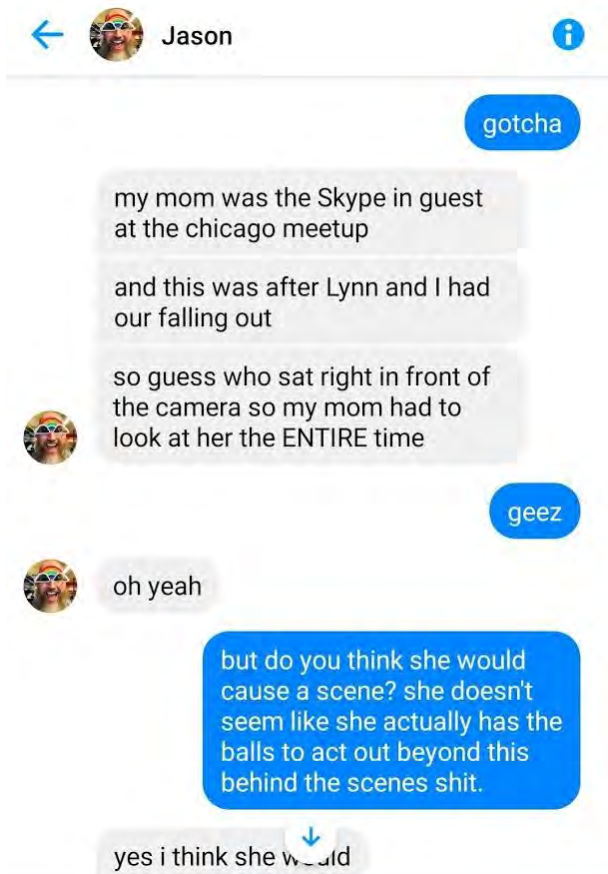 Jason
gotcha
my mom was the Skype in guest
at the chicago meetup
and this was after Lynn and I had
our falling out
so guess who sat right in front of
the camera so my mom had to
look at her the ENTIRE time
geez
oh yeah
but do you think she would
cause a scene? she doesn't
seem like she actually has the
balls to act out beyond this
behind the scenes shit.
yes i think she would